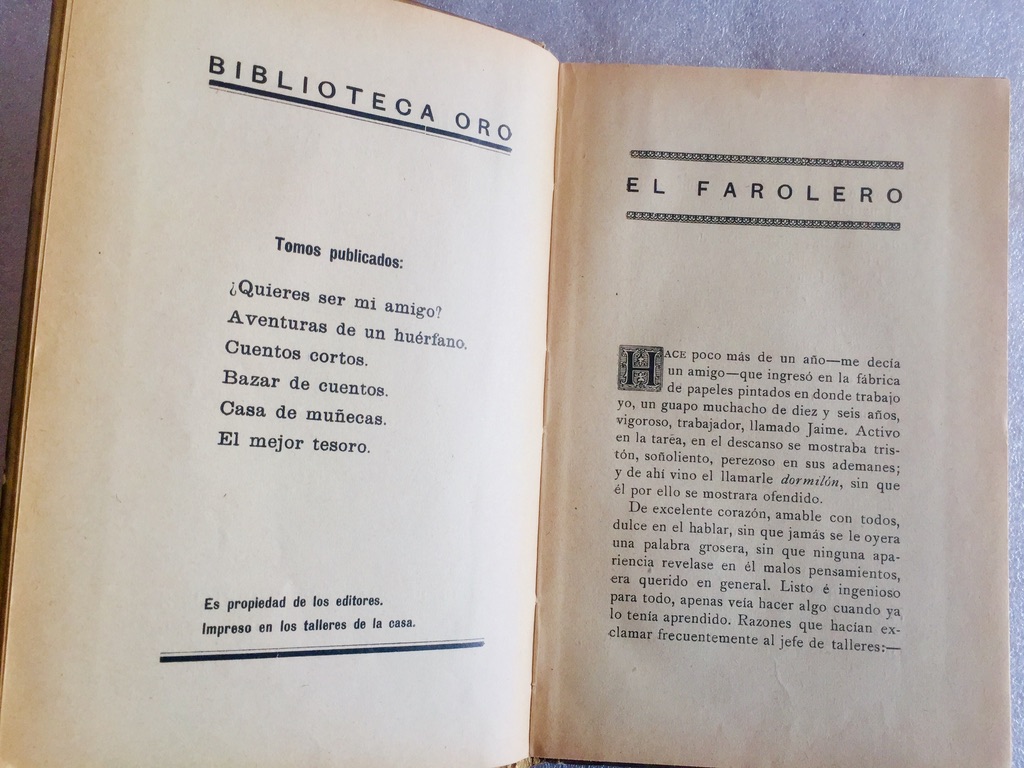 BIBLIOTECA ORO
Tomos publicados:
¿Quieres ser mi amigo?
Aventuras de un huérfano.
Cuentos cortos.
Bazar de cuentos.
Casa de muñecas.
El mejor tesoro.
Es propiedad de los editores.
Impreso en los talleres de la casa.
EL FAROLERO
HACE poco más de un año—me decía
un amigo—que ingresó en la fábrica
de papeles pintados en donde trabajo
yo, un guapo muchacho de diez y seis años,
vigoroso, trabajador, llamado Jaime. Activo
en la tarea, en el descanso se mostraba tris-
tón, soñoliento, perezoso en sus ademanes;
y de ahí vino el llamarle dormilón, sin que
él por ello se mostrara ofendido.
De excelente corazón, amable con todos,
dulce en el hablar, sin que jamás se le oyera
una palabra grosera, sin que ninguna apa-
riencia revelase en él malos pensamientos,
era querido en general. Listo é ingenioso
para todo, apenas veía hacer algo cuando ya
lo tenía aprendido. Razones que hacían ex-
clamar frecuentemente al jefe de talleres:—